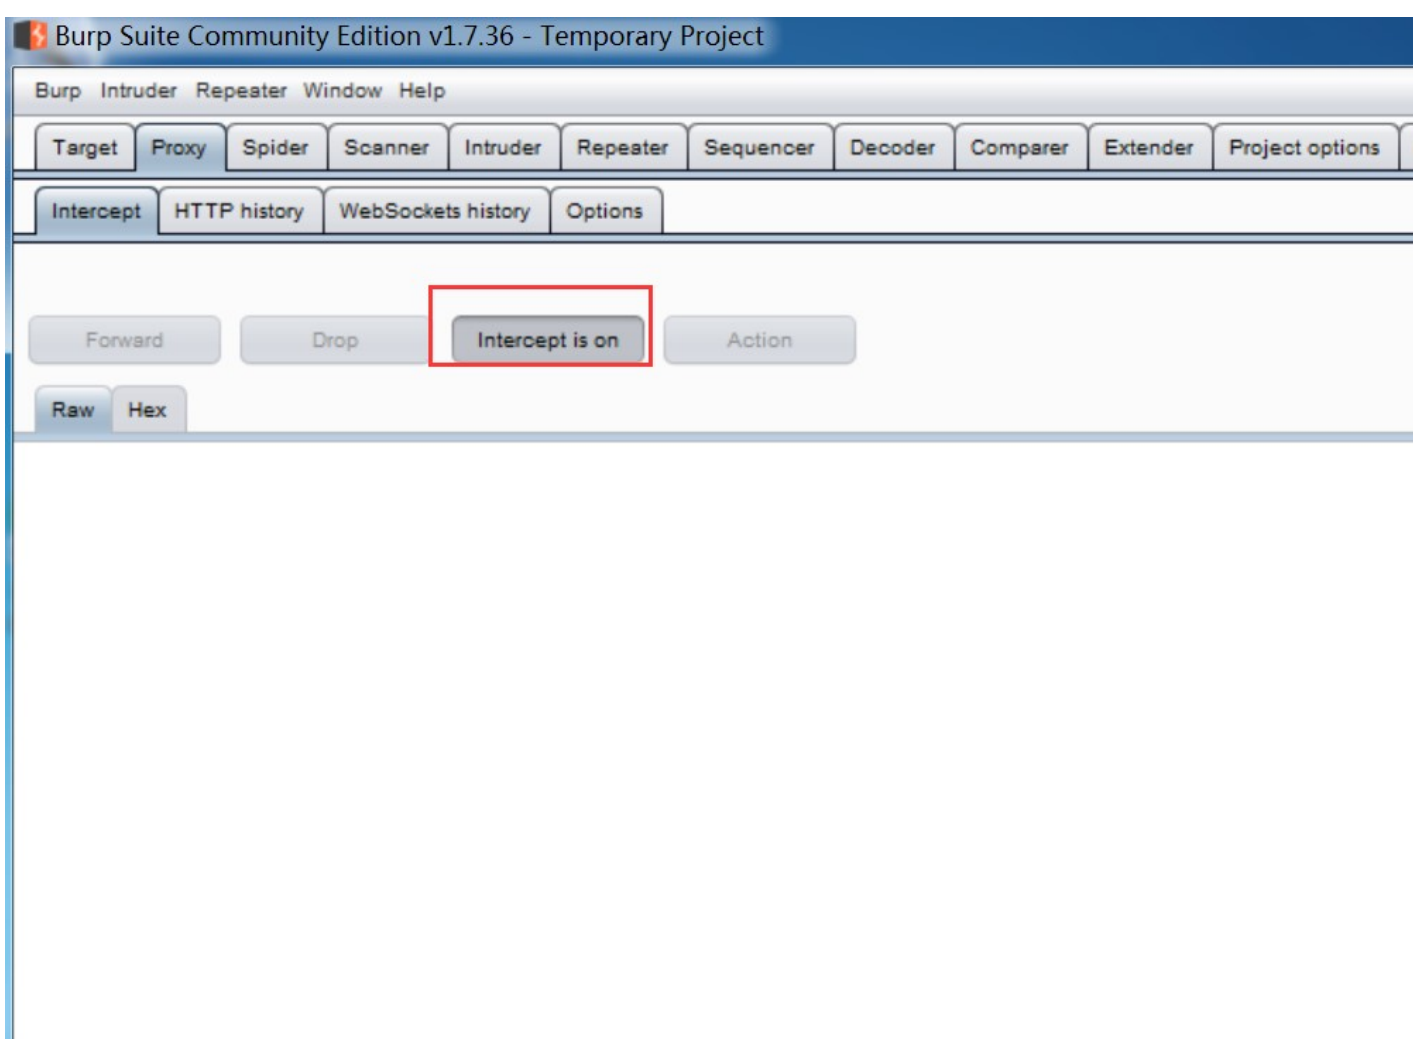 Burp Suite Community Edition v1.7.36 - Temporary Project
Burp Intruder Repeater Window Help
Target Proxy Spider Scanner Intruder Repeater Sequencer Decoder Comparer Extender Project options
Intercept HTTP history WebSockets history Options
Forward Drop Intercept is on Action
Raw Hex